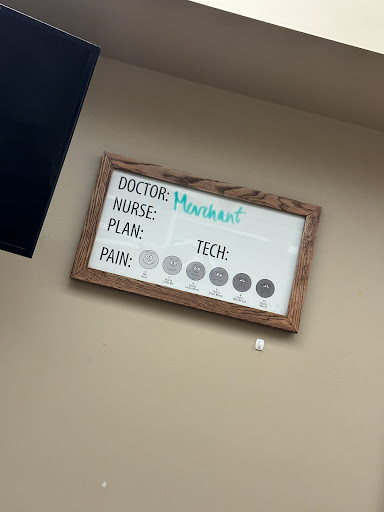 DOCTOR: Merchant
NURSE:
PLAN:
TECH:
PAIN: